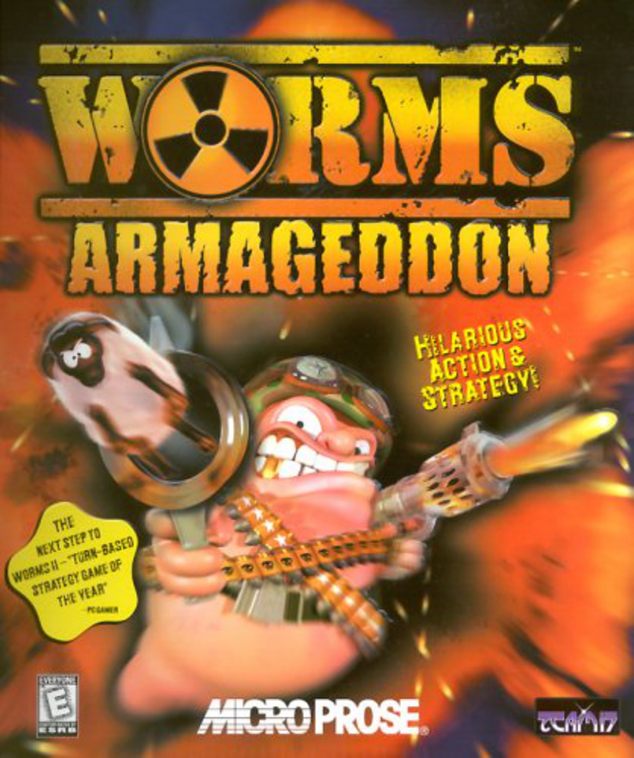 WORMS
™
ARMAGEDDON
HILARIOUS
ACTION &
STRATEGY!
THE
NEXT STEP TO
WORMS II - "TURN-BASED
STRATEGY GAME OF
THE YEAR"
-PC GAMER
EVERYONE
E
ESRB
MICROPROSE®
TEAM17